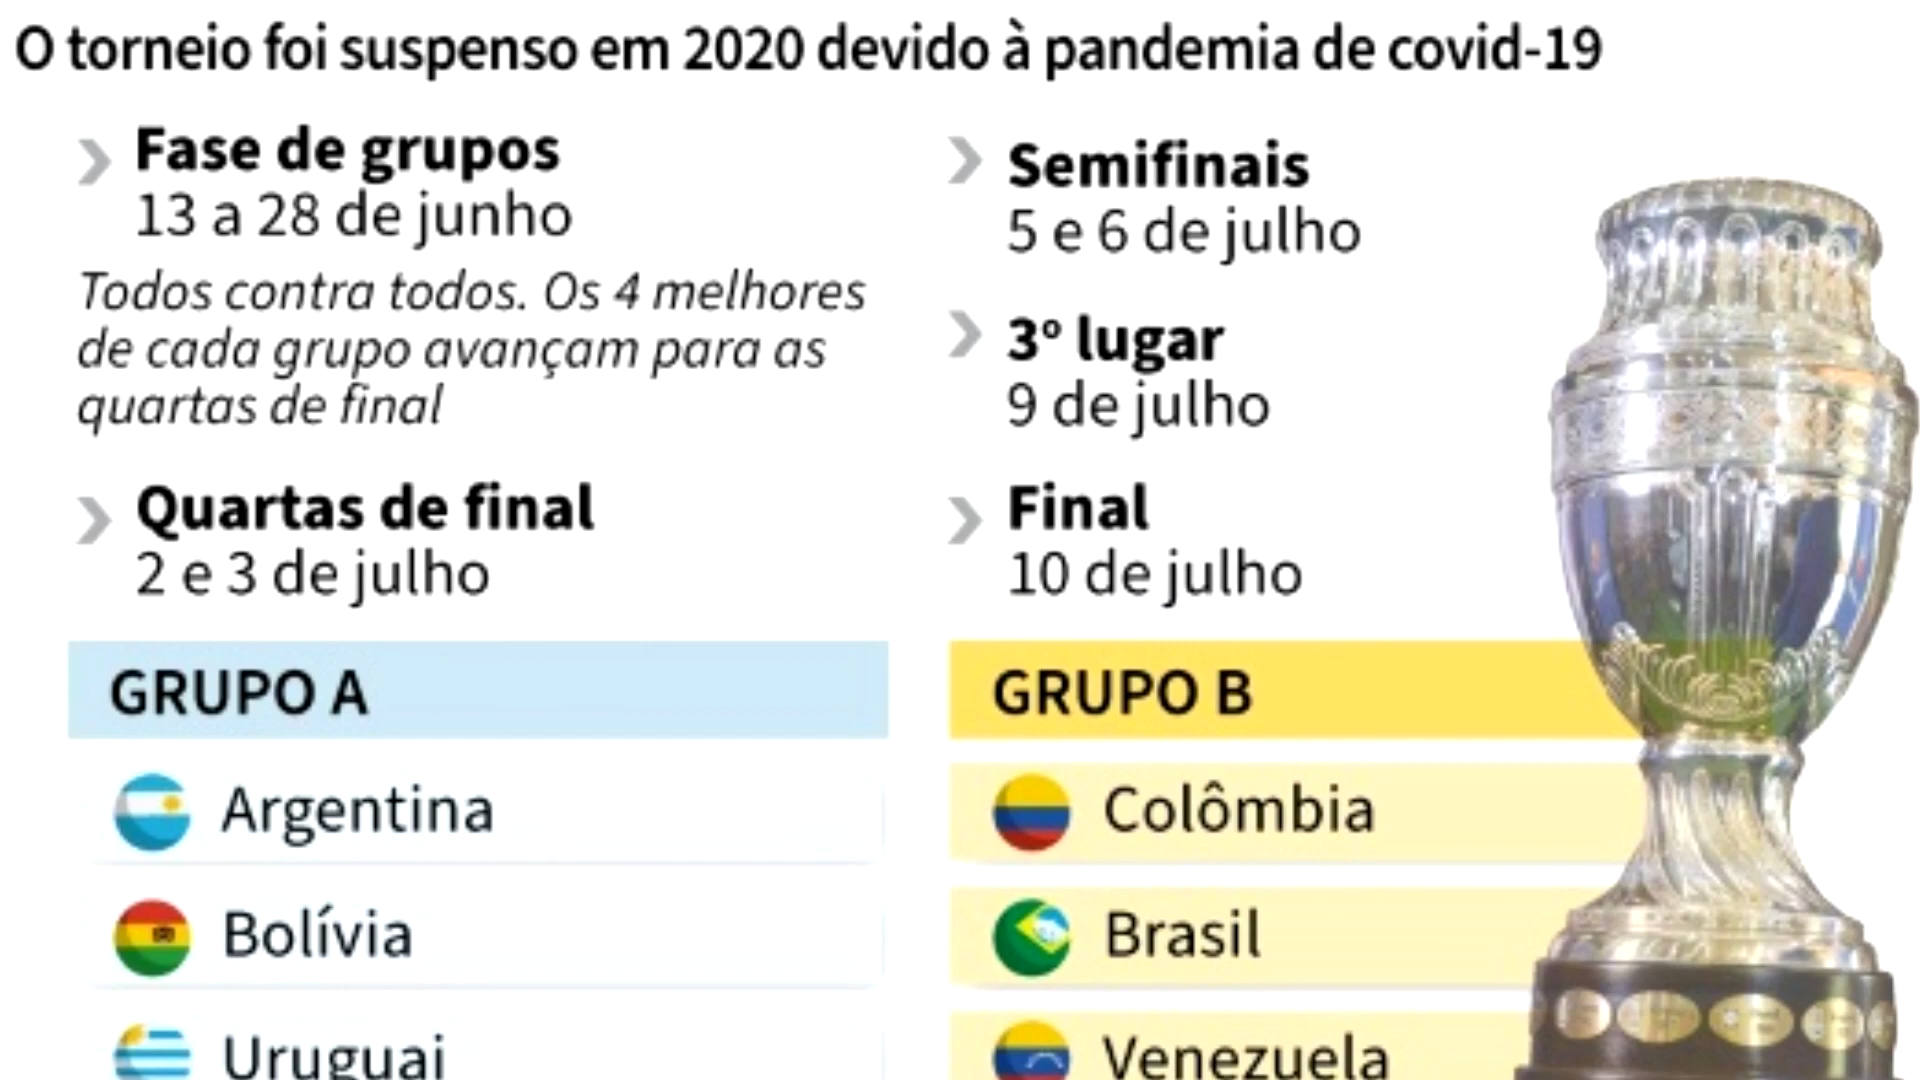 O torneio foi suspenso em 2020 devido à pandemia de covid-19
Fase de grupos
13 a 28 de junho
Todos contra todos. Os 4 melhores
de cada grupo avançam para as
quartas de final
Quartas de final
2 e 3 de julho
Semifinais
5 e 6 de julho
3º lugar
9 de julho
Final
10 de julho
GRUPO A
Argentina
Bolívia
Uruguai
GRUPO B
Colômbia
Brasil
Venezuela